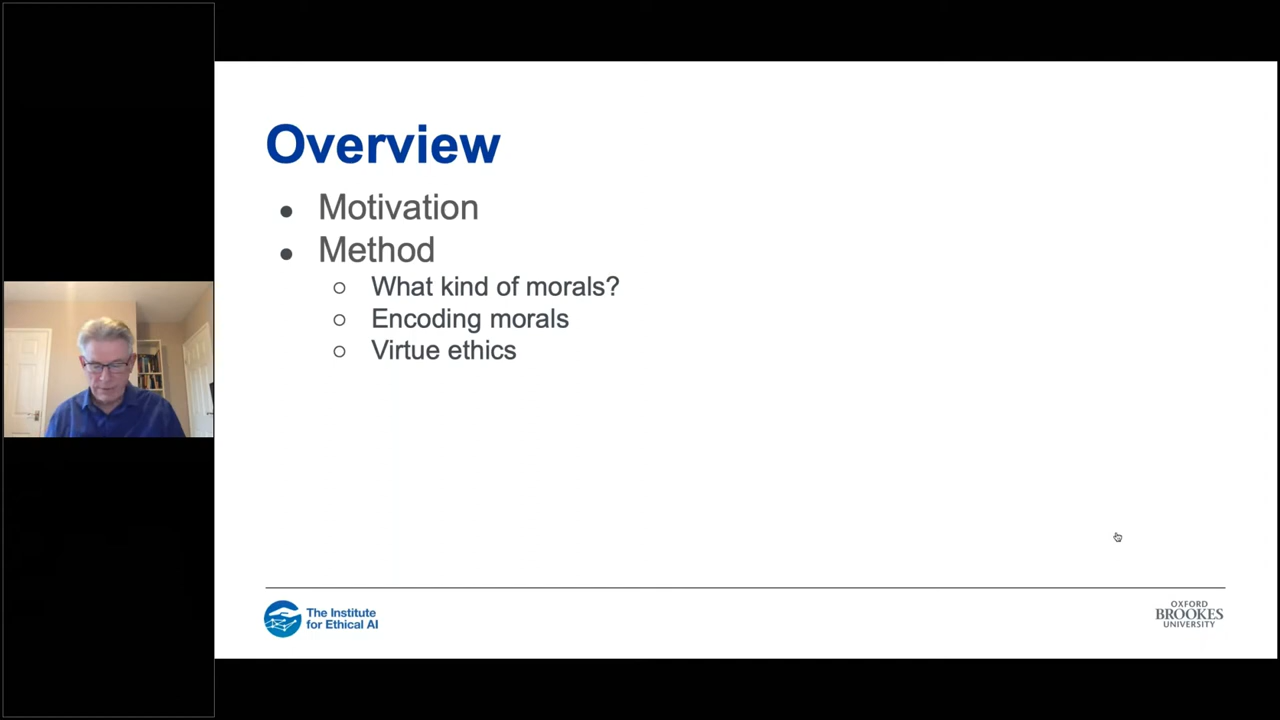 Overview
● Motivation
● Method
○ What kind of morals?
○ Encoding morals
○ Virtue ethics
The Institute
for Ethical AI
OXFORD
BROOKES
UNIVERSITY